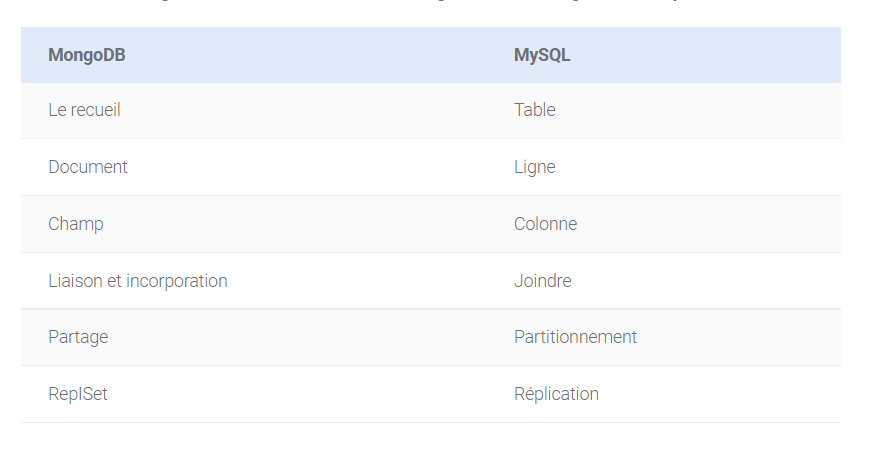 MongoDB MySQL
Le recueil Table
Document Ligne
Champ Colonne
Liaison et incorporation Joindre
Partage Partitionnement
ReplSet Réplication